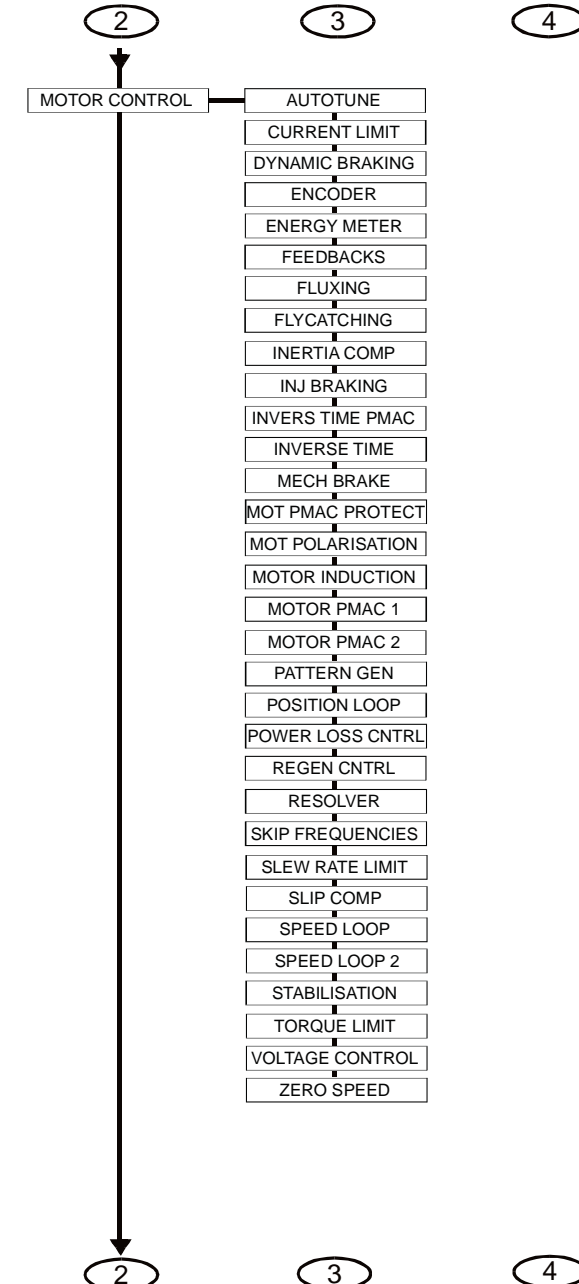 2 3 4
MOTOR CONTROL AUTOTUNE
CURRENT LIMIT
DYNAMIC BRAKING
ENCODER
ENERGY METER
FEEDBACKS
FLUXING
FLYCATCHING
INERTIA COMP
INJ BRAKING
INVERS TIME PMAC
INVERSE TIME
MECH BRAKE
MOT PMAC PROTECT
MOT POLARISATION
MOTOR INDUCTION
MOTOR PMAC 1
MOTOR PMAC 2
PATTERN GEN
POSITION LOOP
POWER LOSS CNTRL
REGEN CNTRL
RESOLVER
SKIP FREQUENCIES
SLEW RATE LIMIT
SLIP COMP
SPEED LOOP
SPEED LOOP 2
STABILISATION
TORQUE LIMIT
VOLTAGE CONTROL
ZERO SPEED
2 3 4